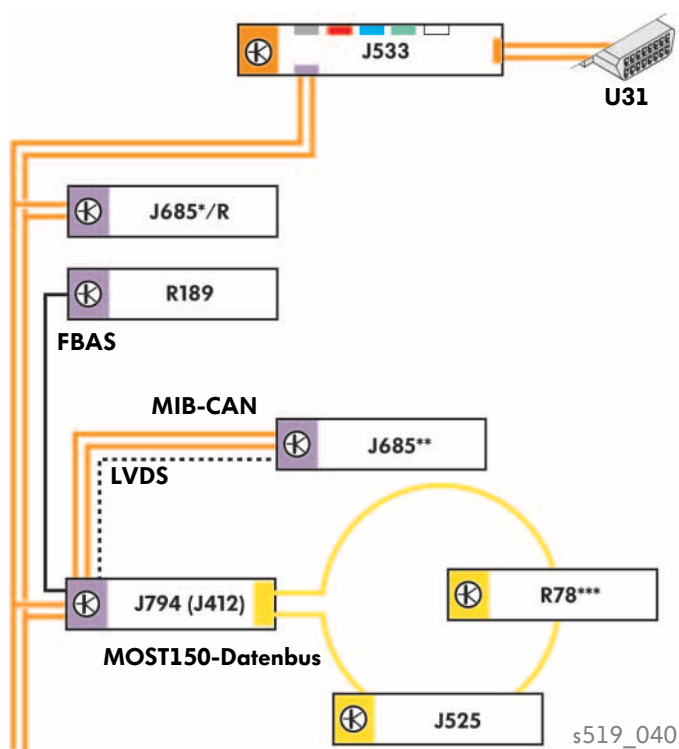 J533
U31
J685*/R
R189
FBAS
MIB-CAN
J685**
LVDS
J794 (J412)
R78***
MOST150-Datenbus
J525
s519_040